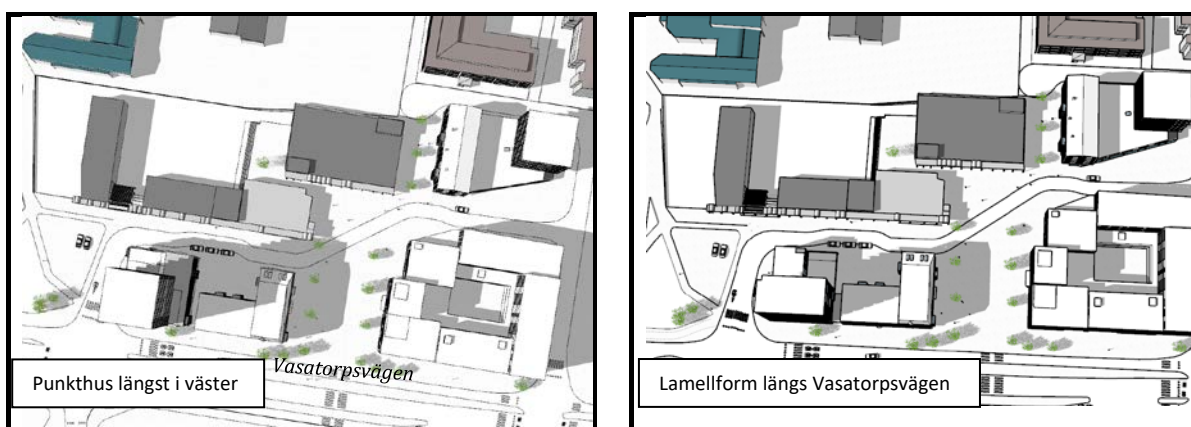 Vasatorpsvägen
Punkthus längst i väster
Lamellform längs Vasatorpsvägen